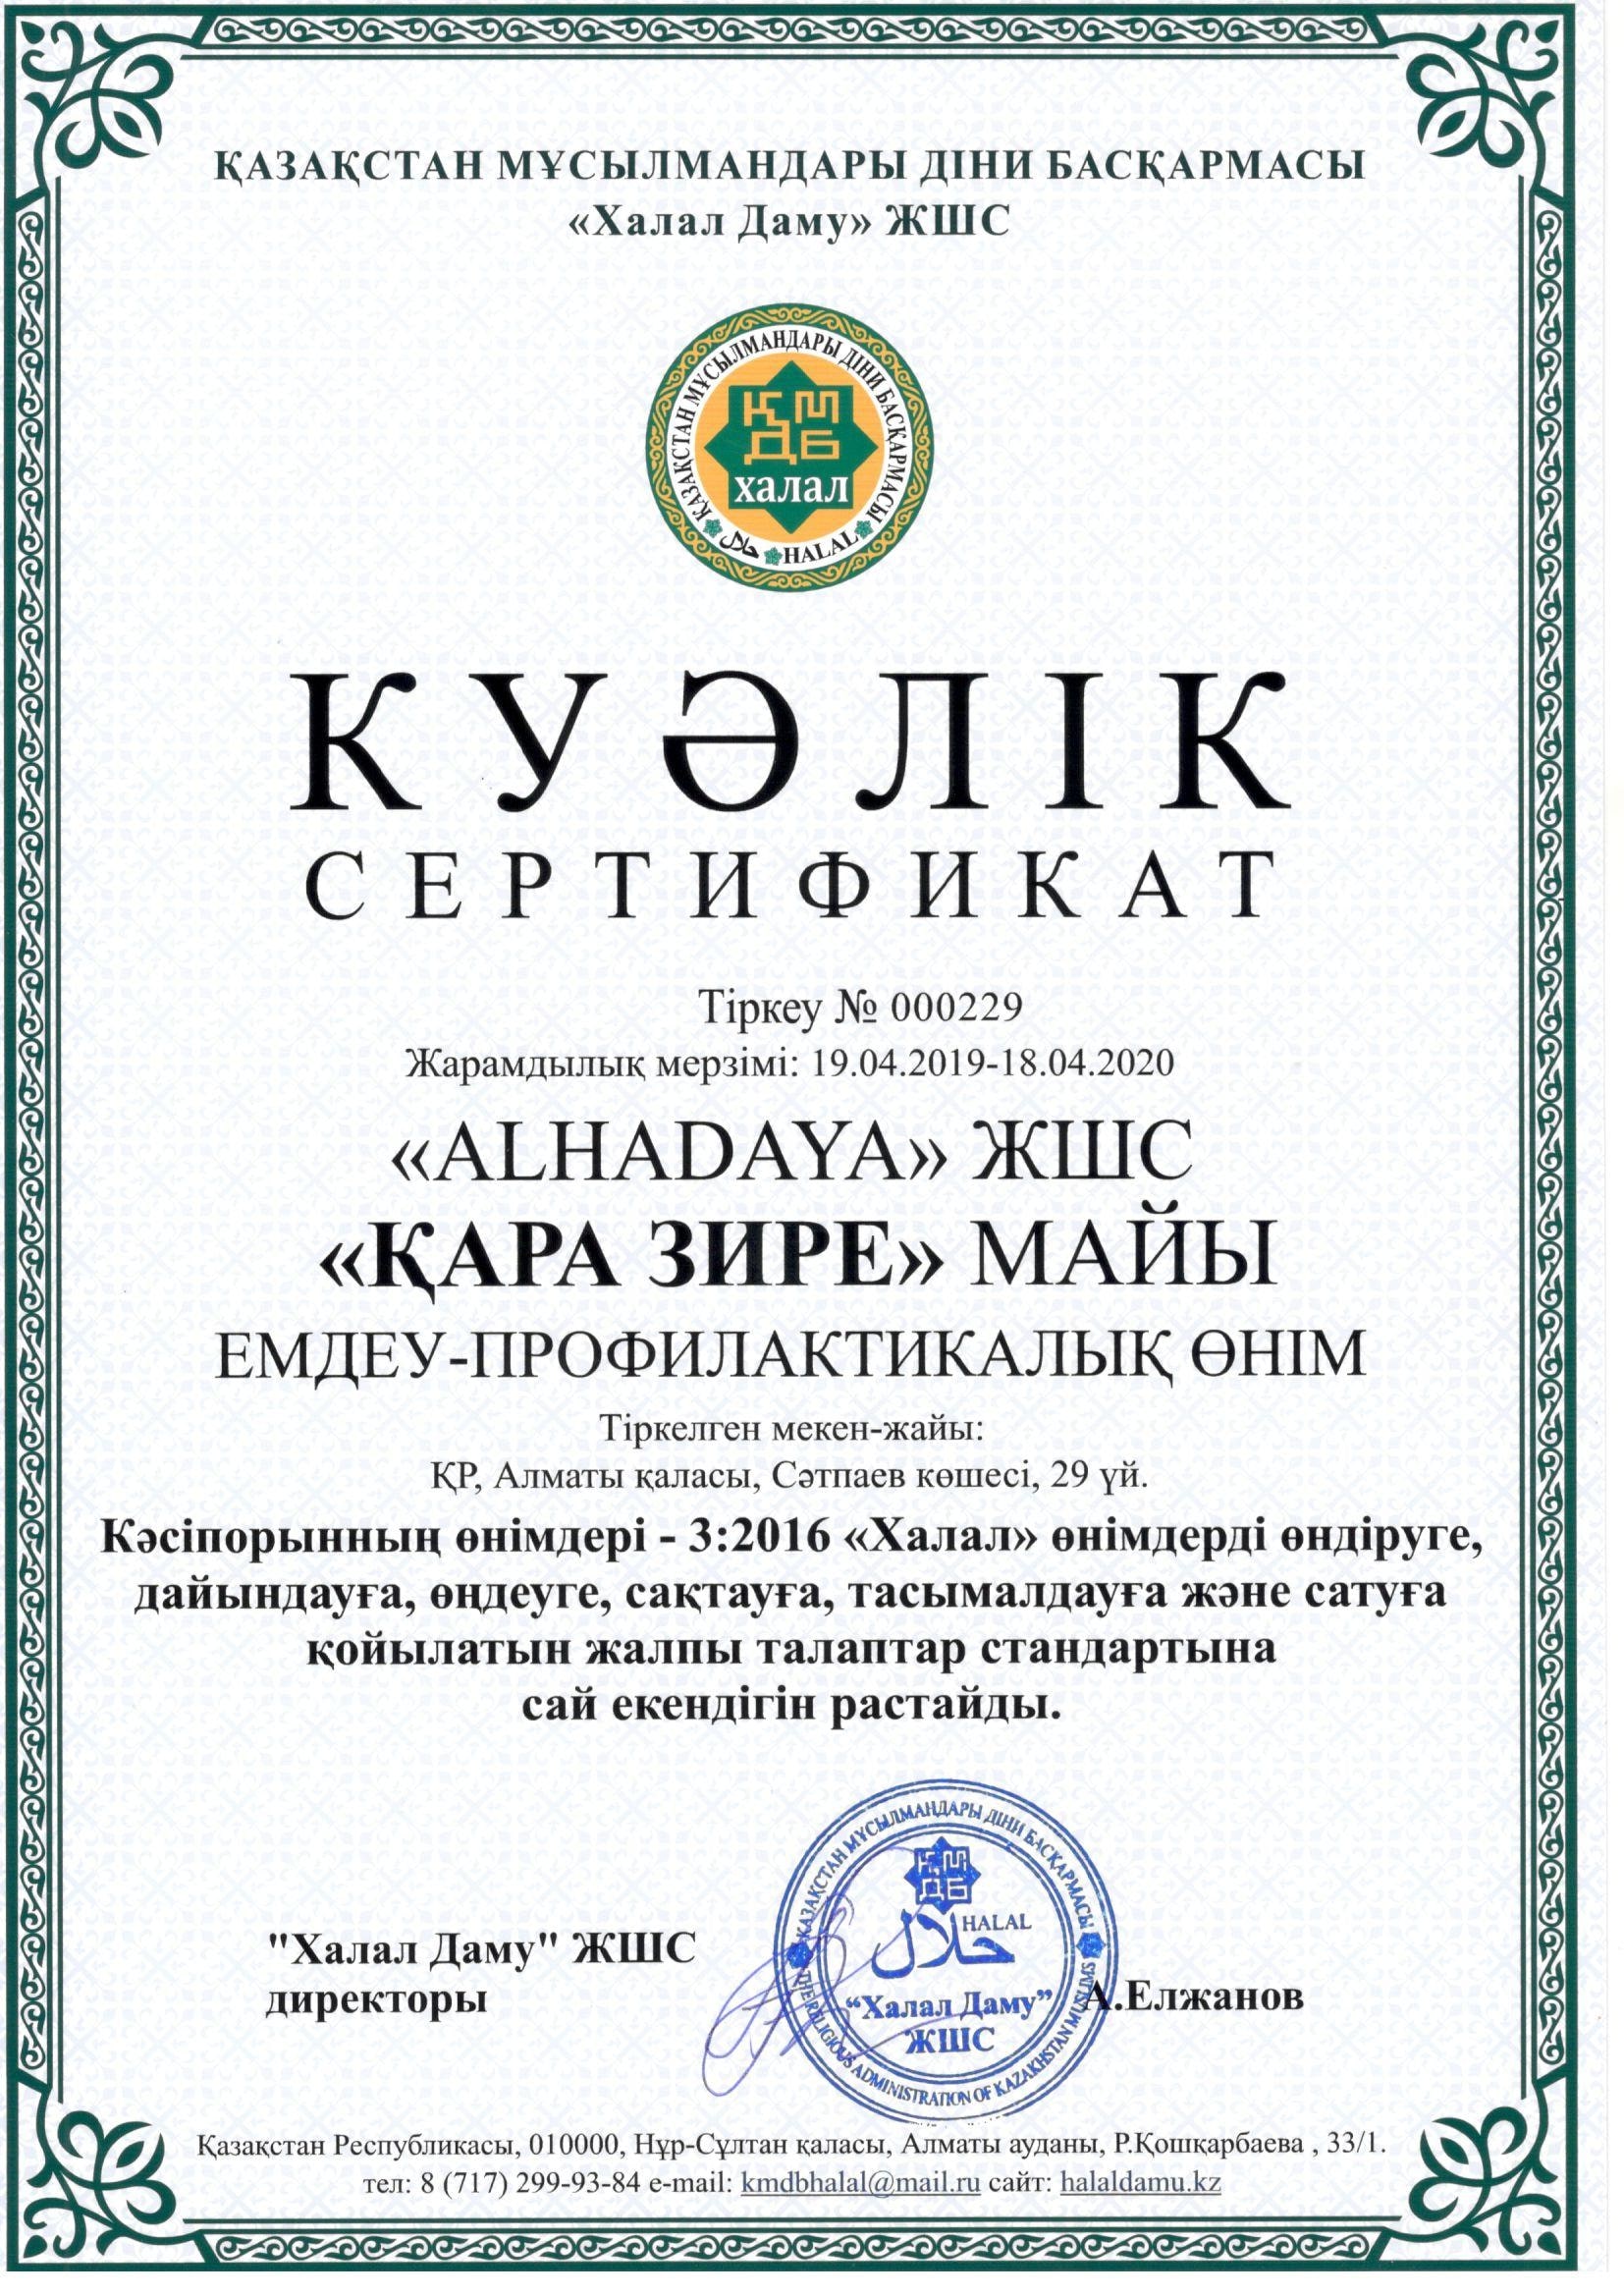 ҚАЗАҚСТАН МҰСЫЛМАНДАРЫ ДІНИ БАСҚАРМАСЫ
«Халал Даму» ЖШС
ҚАЗАҚСТАН МҰСЫЛМАНДАРЫ ДІНИ БАСҚАРМАСЫ
ҚМ
ДБ
халал
حلال HALAL
КУӘЛІК
СЕРТИФИКАТ
Тіркеу № 000229
Жарамдылық мерзімі: 19.04.2019-18.04.2020
«ALHADAYA» ЖШС
«ҚАРА ЗИРЕ» МАЙЫ
ЕМДЕУ-ПРОФИЛАКТИКАЛЫҚ ӨНІМ
Тіркелген мекен-жайы:
ҚР, Алматы қаласы, Сәтпаев көшесі, 29 үй.
Кәсіпорынның өнімдері - 3:2016 «Халал» өнімдерді өндіруге,
дайындауға, өңдеуге, сақтауға, тасымалдауға және сатуға
қойылатын жалпы талаптар стандартына
сай екендігін растайды.
ҚАЗАҚСТАН МҰСЫЛМАНДАРЫ ДІНИ БАСҚАРМАСЫ
ҚМ
ДБ
HALAL
حلال
“Халал Даму”
ЖШС
THE RELIGIOUS ADMINISTRATION OF KAZAKHSTAN MUSLIMS
"Халал Даму" ЖШС
директоры
А.Елжанов
Қазақстан Республикасы, 010000, Нұр-Сұлтан қаласы, Алматы ауданы, Р.Қошқарбаева , 33/1.
тел: 8 (717) 299-93-84 e-mail: kmdbhalal@mail.ru сайт: halaldamu.kz